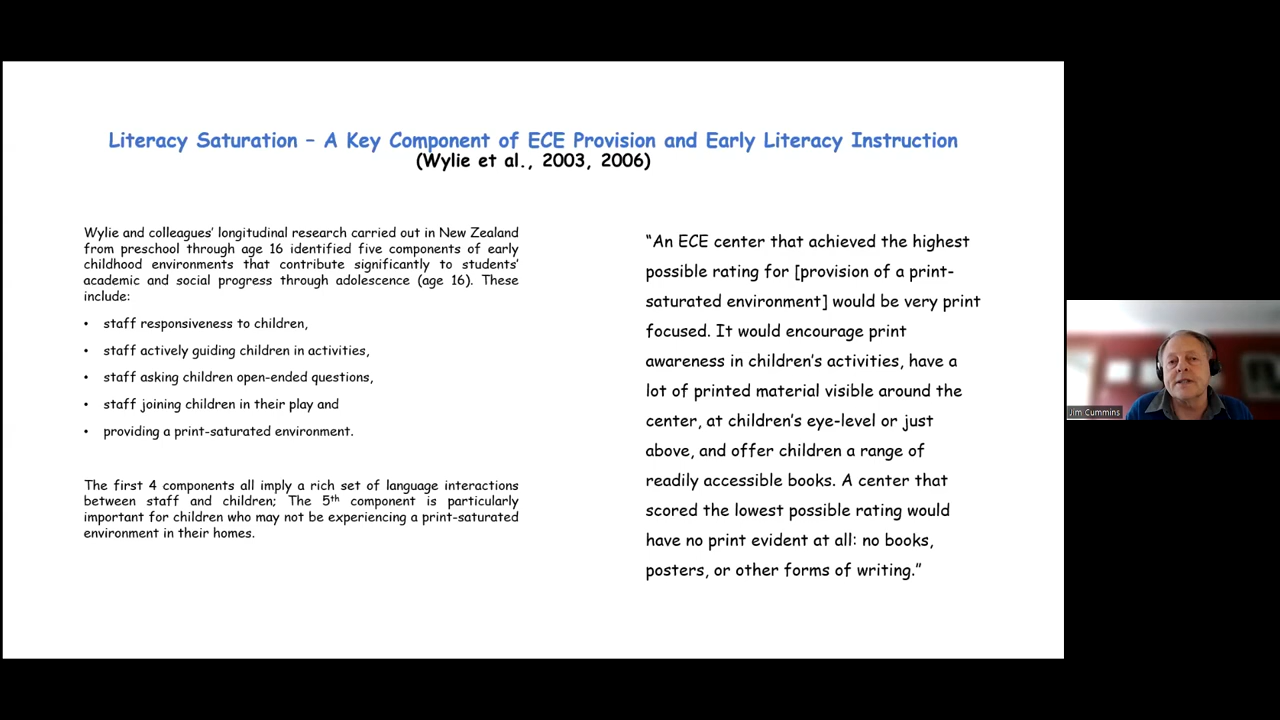 Literacy Saturation – A Key Component of ECE Provision and Early Literacy Instruction
(Wylie et al., 2003, 2006)
Wylie and colleagues’ longitudinal research carried out in New Zealand
from preschool through age 16 identified five components of early
childhood environments that contribute significantly to students’
academic and social progress through adolescence (age 16). These
include:
• staff responsiveness to children,
• staff actively guiding children in activities,
• staff asking children open-ended questions,
• staff joining children in their play and
• providing a print-saturated environment.
The first 4 components all imply a rich set of language interactions
between staff and children; The 5th component is particularly
important for children who may not be experiencing a print-saturated
environment in their homes.
“An ECE center that achieved the highest
possible rating for [provision of a print-
saturated environment] would be very print
focused. It would encourage print
awareness in children’s activities, have a
lot of printed material visible around the
center, at children’s eye-level or just
above, and offer children a range of
readily accessible books. A center that
scored the lowest possible rating would
have no print evident at all: no books,
posters, or other forms of writing.”
Jim Cummins